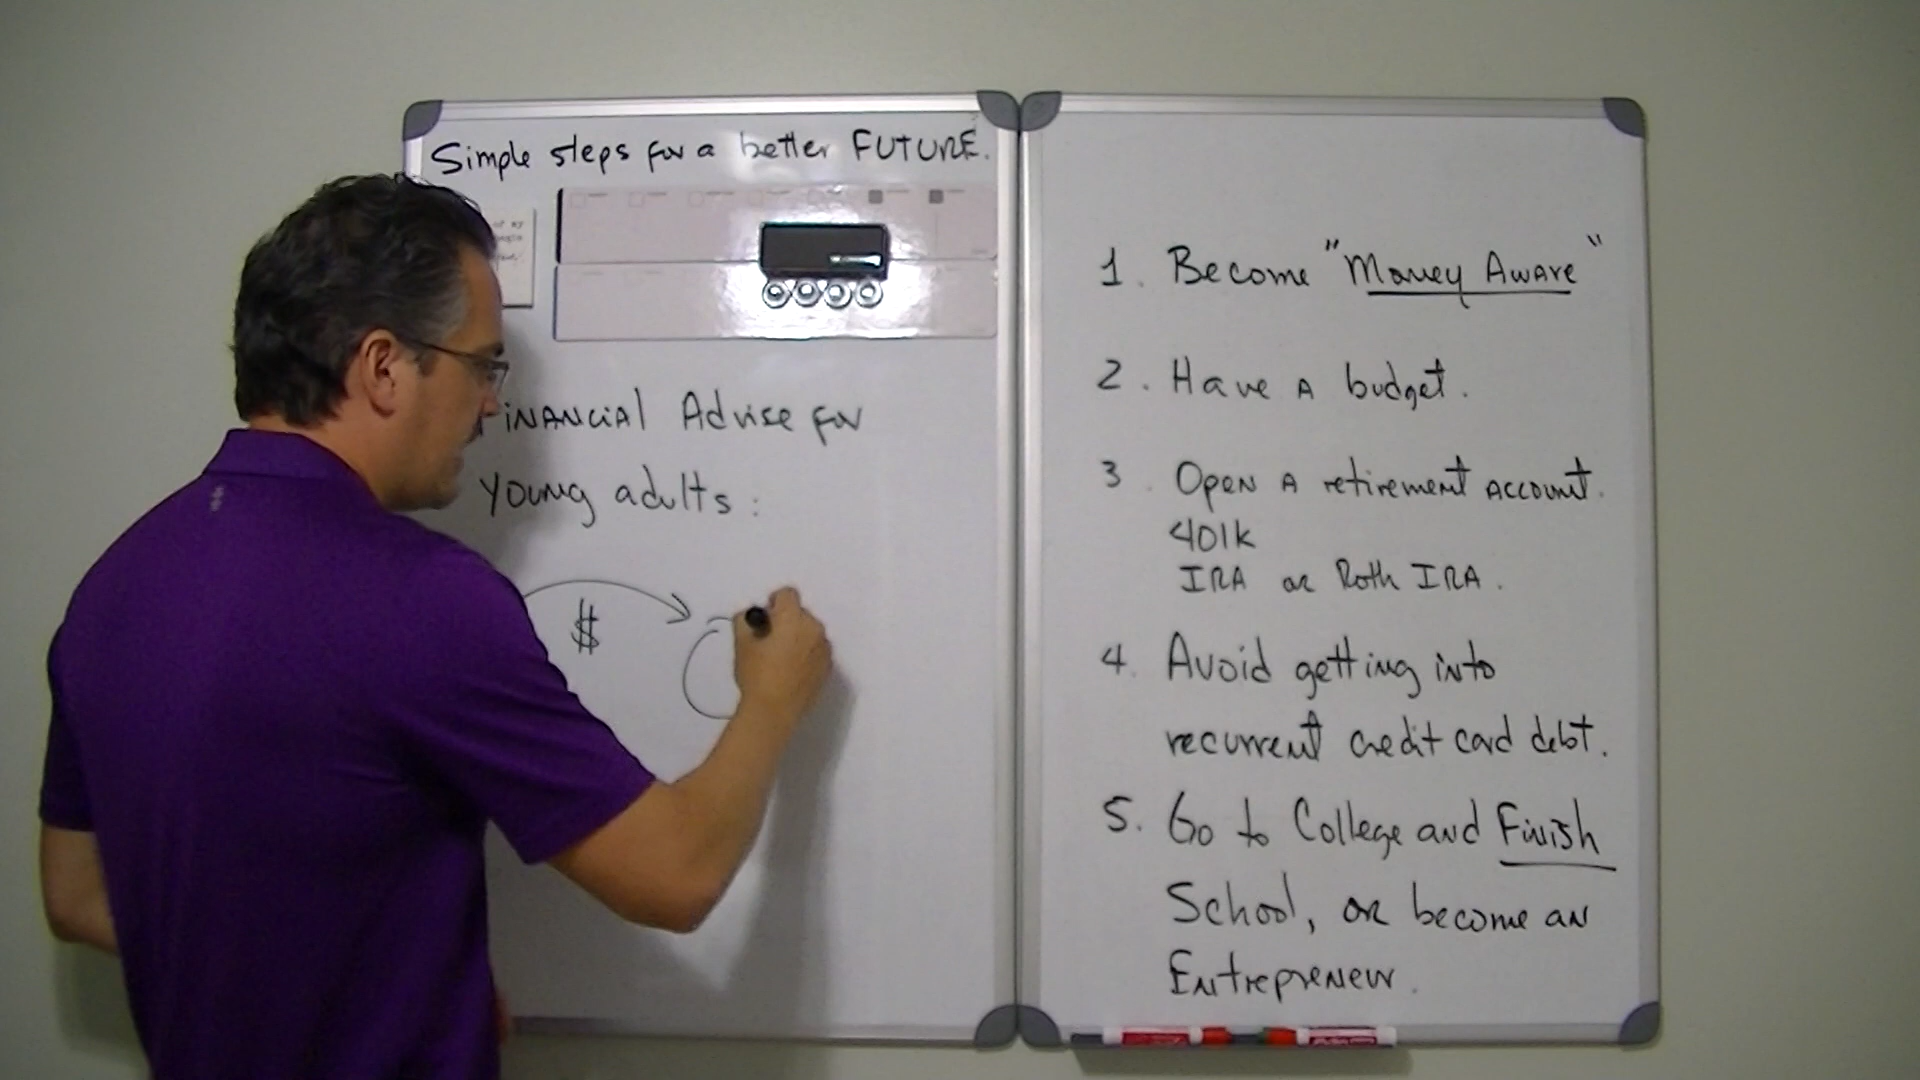 Simple steps for a better FUTURE.
Financial Advise for
Young adults:
$
1. Become "Money Aware"
2. Have a budget.
3. Open a retirement account.
401k
IRA or Roth IRA.
4. Avoid getting into
recurrent credit card debt.
5. Go to College and Finish
School, or become an
Entrepreneur.